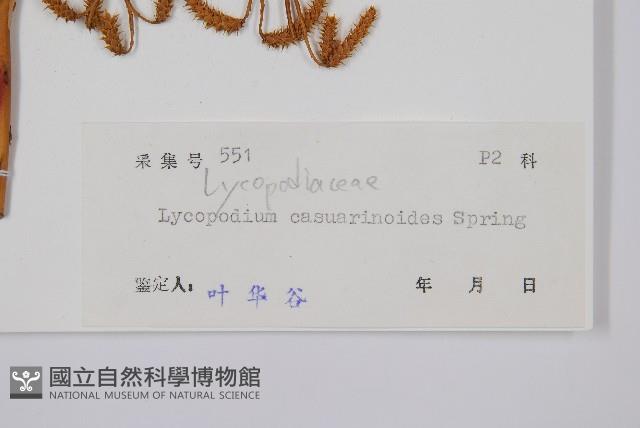 采集号 551 P2 科
Lycopodiaceae
Lycopodium casuarinoides Spring
鉴定人: 叶华谷 年 月 日
國立自然科學博物館
NATIONAL MUSEUM OF NATURAL SCIENCE